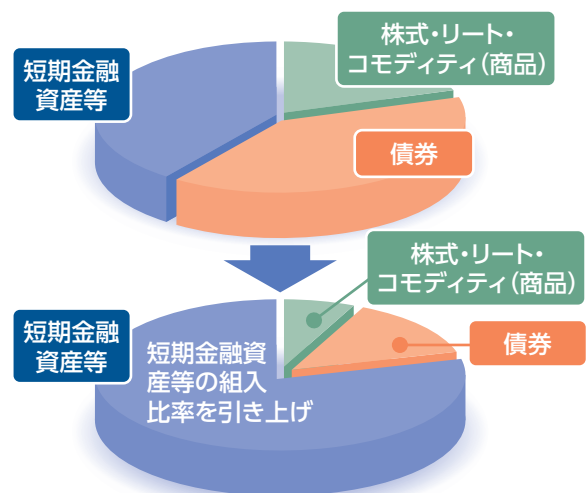 株式・リート・
コモディティ（商品）
短期金融
資産等
債券
株式・リート・
コモディティ（商品）
短期金融
資産等
債券
短期金融資
産等の組入
比率を引き上げ